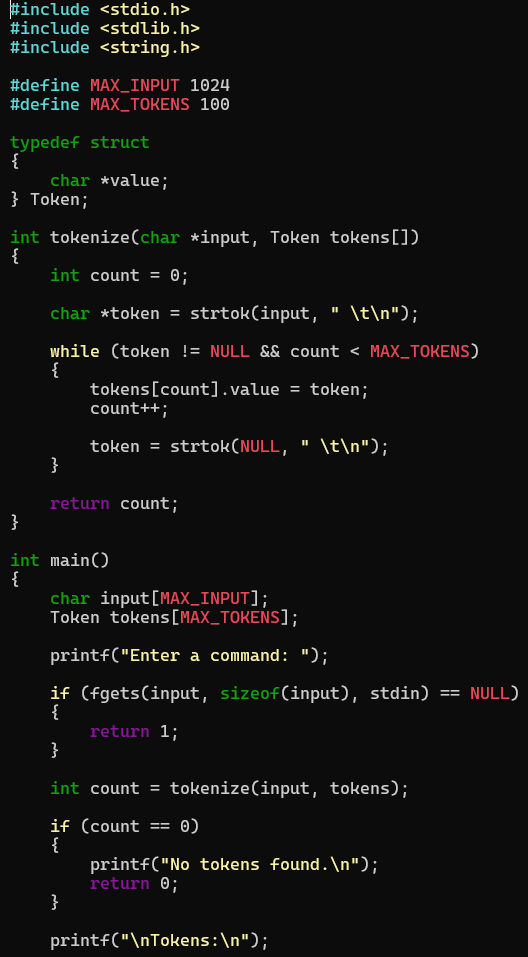 #include <stdio.h>
#include <stdlib.h>
#include <string.h>

#define MAX_INPUT 1024
#define MAX_TOKENS 100

typedef struct
{
    char *value;
} Token;

int tokenize(char *input, Token tokens[])
{
    int count = 0;

    char *token = strtok(input, " \t\n");

    while (token != NULL && count < MAX_TOKENS)
    {
        tokens[count].value = token;
        count++;

        token = strtok(NULL, " \t\n");
    }

    return count;
}

int main()
{
    char input[MAX_INPUT];
    Token tokens[MAX_TOKENS];

    printf("Enter a command: ");

    if (fgets(input, sizeof(input), stdin) == NULL)
    {
        return 1;
    }

    int count = tokenize(input, tokens);

    if (count == 0)
    {
        printf("No tokens found.\n");
        return 0;
    }

    printf("\nTokens:\n");